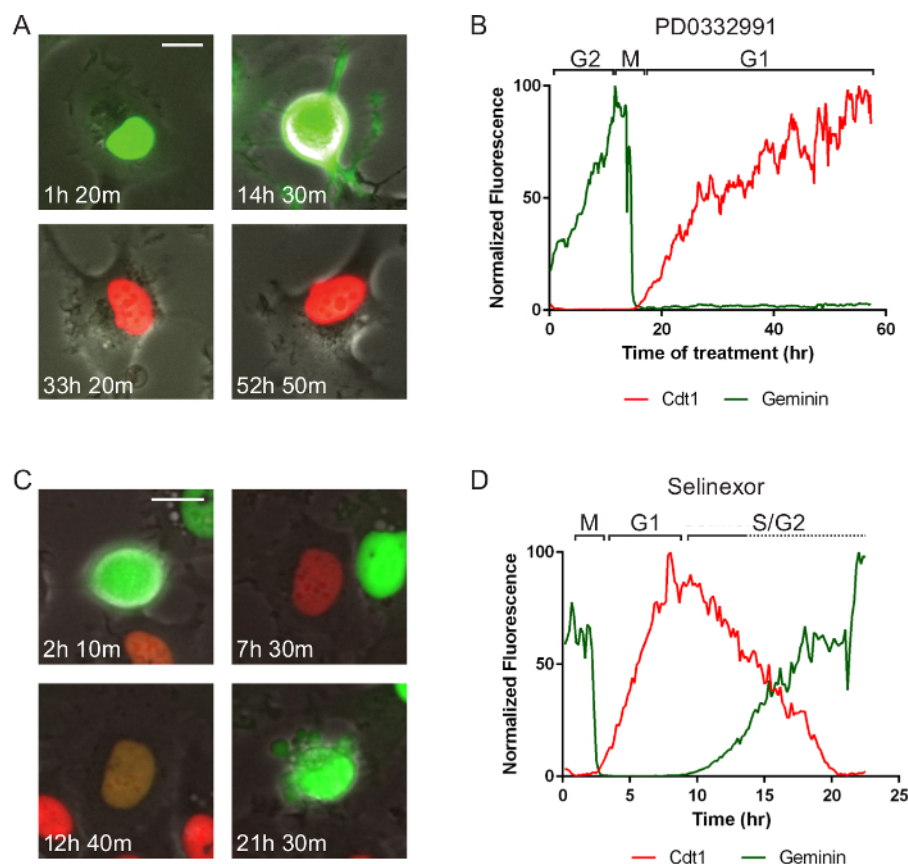 A
1h 20m
14h 30m
33h 20m
52h 50m
B
PD0332991
G2 M G1
Normalized Fluorescence
100
50
0
0 20 40 60
Time of treatment (hr)
Cdt1 Geminin
C
2h 10m
7h 30m
12h 40m
21h 30m
D
Selinexor
M G1 S/G2
Normalized Fluorescence
100
50
0
0 5 10 15 20 25
Time (hr)
Cdt1 Geminin